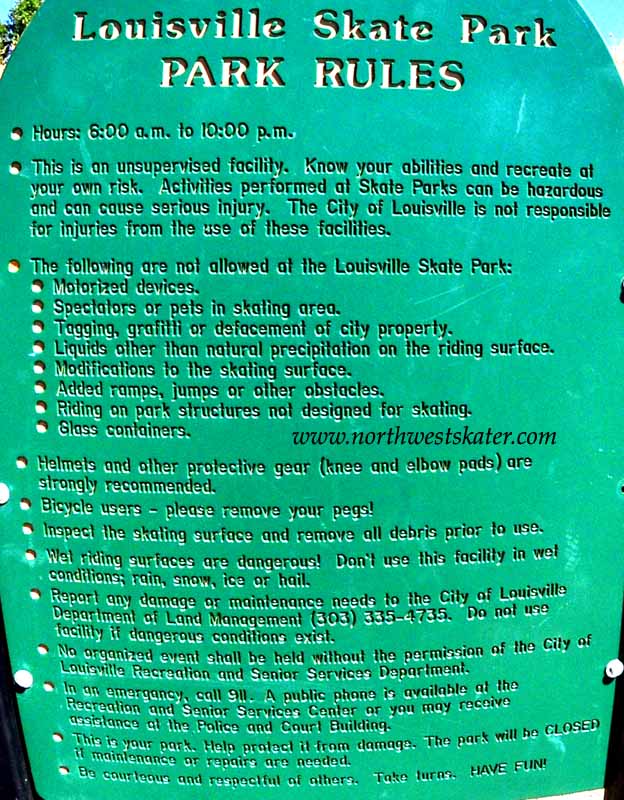 Louisville Skate Park
PARK RULES
Hours: 6:00 a.m. to 10:00 p.m.
This is an unsupervised facility. Know your abilities and recreate at
your own risk. Activities performed at Skate Parks can be hazardous
and can cause serious injury. The City of Louisville is not responsible
for injuries from the use of these facilities.
The following are not allowed at the Louisville Skate Park:
Motorized devices.
Spectators or pets in skating area.
Tagging, grafitti or defacement of city property.
Liquids other than natural precipitation on the riding surface.
Modifications to the skating surface.
Added ramps, jumps or other obstacles.
Riding on park structures not designed for skating.
Glass containers.
www.northwestskater.com
Helmets and other protective gear (knee and elbow pads) are
strongly recommended.
Bicycle users - please remove your pegs!
Inspect the skating surface and remove all debris prior to use.
Wet riding surfaces are dangerous! Don't use this facility in wet
conditions; rain, snow, ice or hail.
Report any damage or maintenance needs to the City of Louisville
Department of Land Management (303) 335-4735. Do not use
facility if dangerous conditions exist.
No organized event shall be held without the permission of the City of
Louisville Recreation and Senior Services Department.
In an emergancy, call 911. A public phone is available at the
Recreation and Senior Services Center or you may receive
assistance at the Police and Court Building.
This is your park. Help protect it from damage. The park will be CLOSED
if maintenance or repairs are needed.
Be courteous and respectful of others. Take turns. HAVE FUN!